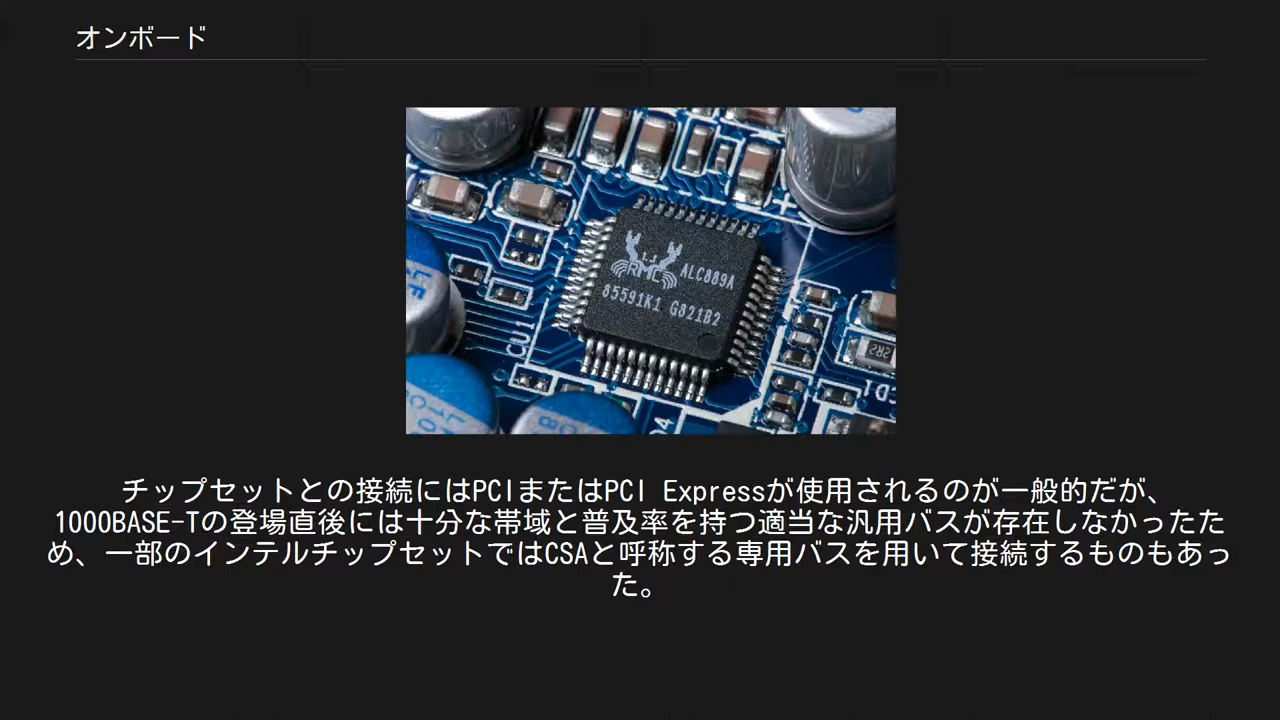 オンボード
ALC889A
85591K1 G821B2
CU1
2R2
チップセットとの接続にはPCIまたはPCI Expressが使用されるのが一般的だが、
1000BASE-Tの登場直後には十分な帯域と普及率を持つ適当な汎用バスが存在しなかったた
め、一部のインテルチップセットではCSAと呼称する専用バスを用いて接続するものもあっ
た。